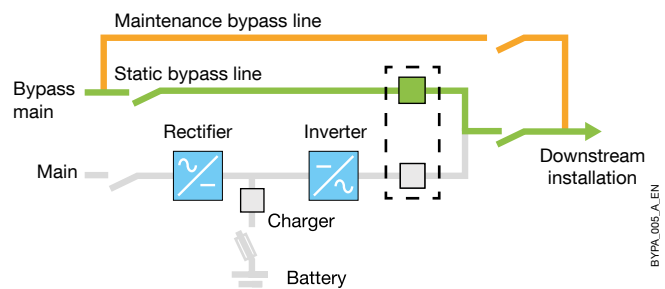 Maintenance bypass line
Static bypass line
Bypass
main
Rectifier
Inverter
Main
Downstream
installation
Charger
Battery
BYPA_005_A_EN